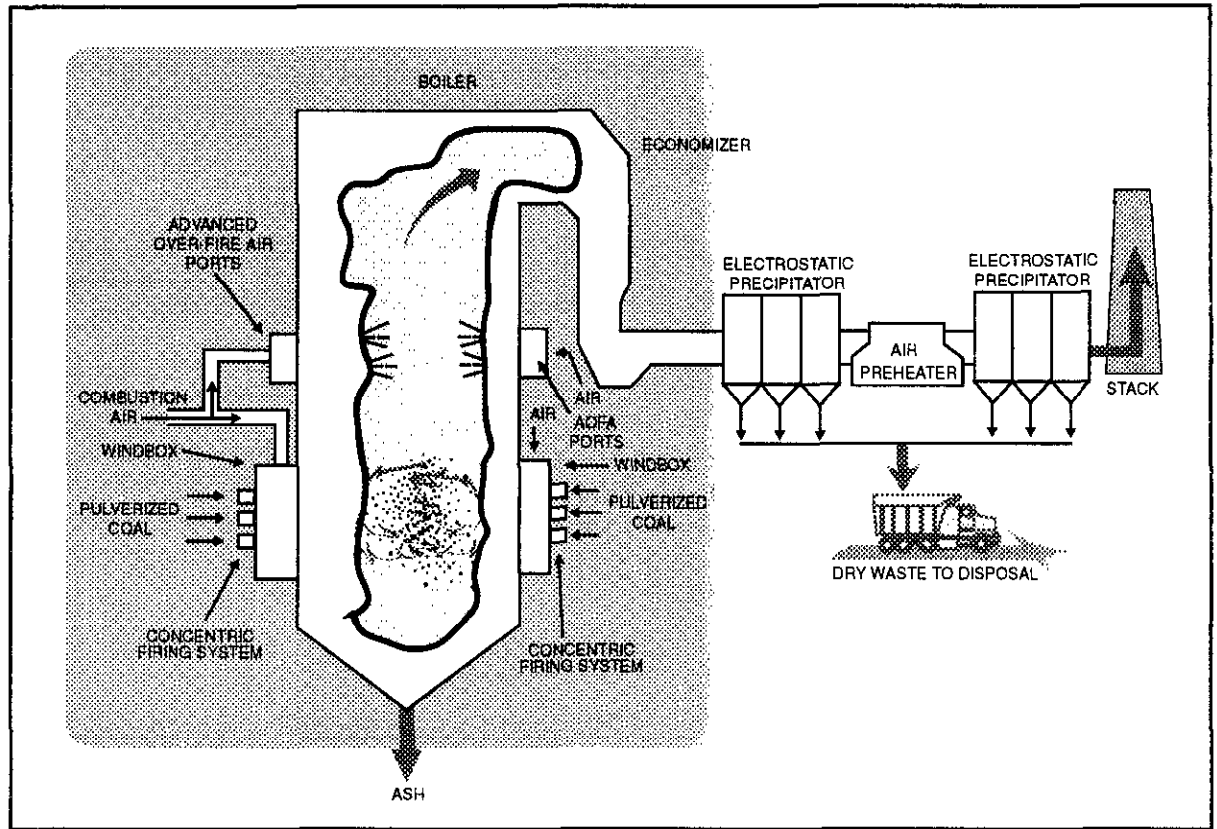 BOILER
ECONOMIZER
ADVANCED
OVER-FIRE AIR
PORTS
ELECTROSTATIC
PRECIPITATOR
ELECTROSTATIC
PRECIPITATOR
AIR
PREHEATER
STACK
COMBUSTION
AIR
AIR
AIR
AOFA
PORTS
WINDBOX
WINDBOX
PULVERIZED
COAL
PULVERIZED
COAL
DRY WASTE TO DISPOSAL
CONCENTRIC
FIRING SYSTEM
CONCENTRIC
FIRING SYSTEM
ASH